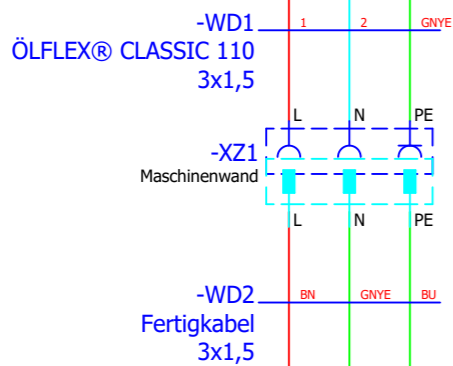 -WD1 1 2 GNYE
ÖLFLEX® CLASSIC 110
3x1,5
L N PE
-XZ1
Maschinenwand
L N PE
-WD2 BN GNYE BU
Fertigkabel
3x1,5